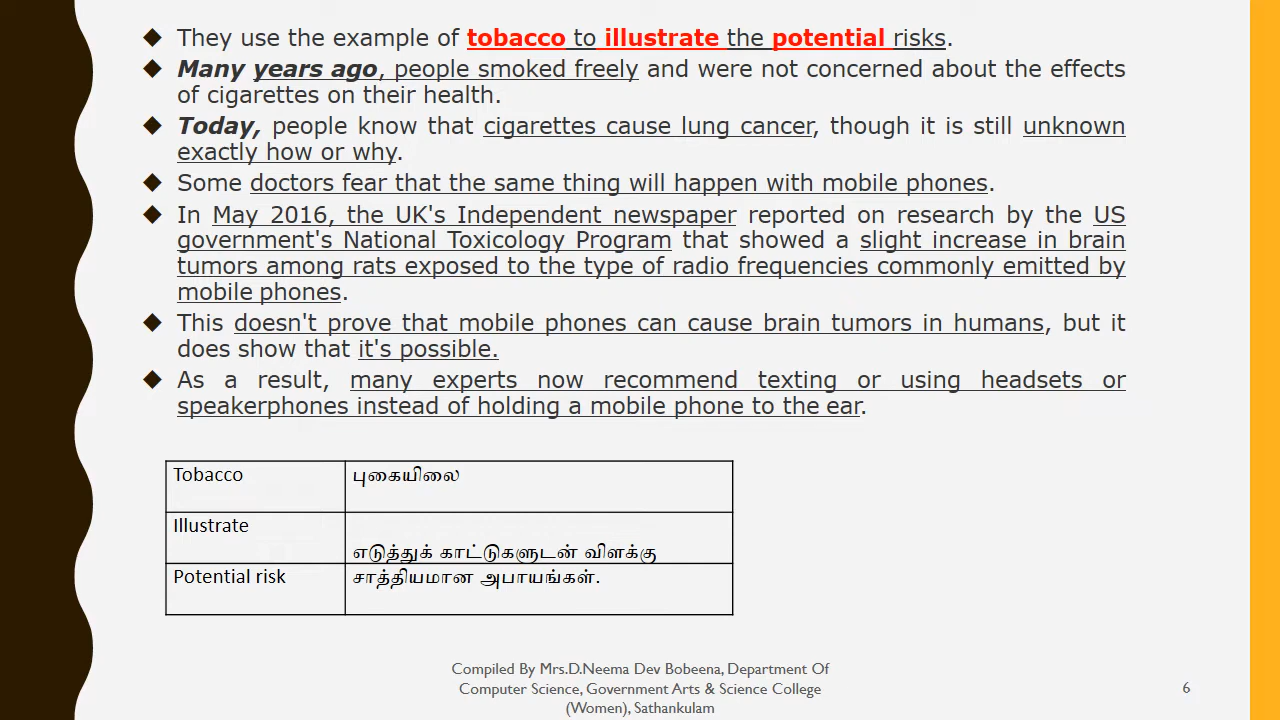 They use the example of tobacco to illustrate the potential risks.
Many years ago, people smoked freely and were not concerned about the effects
of cigarettes on their health.
Today, people know that cigarettes cause lung cancer, though it is still unknown
exactly how or why.
Some doctors fear that the same thing will happen with mobile phones.
In May 2016, the UK's Independent newspaper reported on research by the US
government's National Toxicology Program that showed a slight increase in brain
tumors among rats exposed to the type of radio frequencies commonly emitted by
mobile phones.
This doesn't prove that mobile phones can cause brain tumors in humans, but it
does show that it's possible.
As a result, many experts now recommend texting or using headsets or
speakerphones instead of holding a mobile phone to the ear.
Tobacco புகையிலை
Illustrate
எடுத்துக் காட்டுகளுடன் விளக்கு
Potential risk சாத்தியமான அபாயங்கள்.
Compiled By Mrs.D.Neema Dev Bobeena, Department Of
Computer Science, Government Arts & Science College
(Women), Sathankulam
6